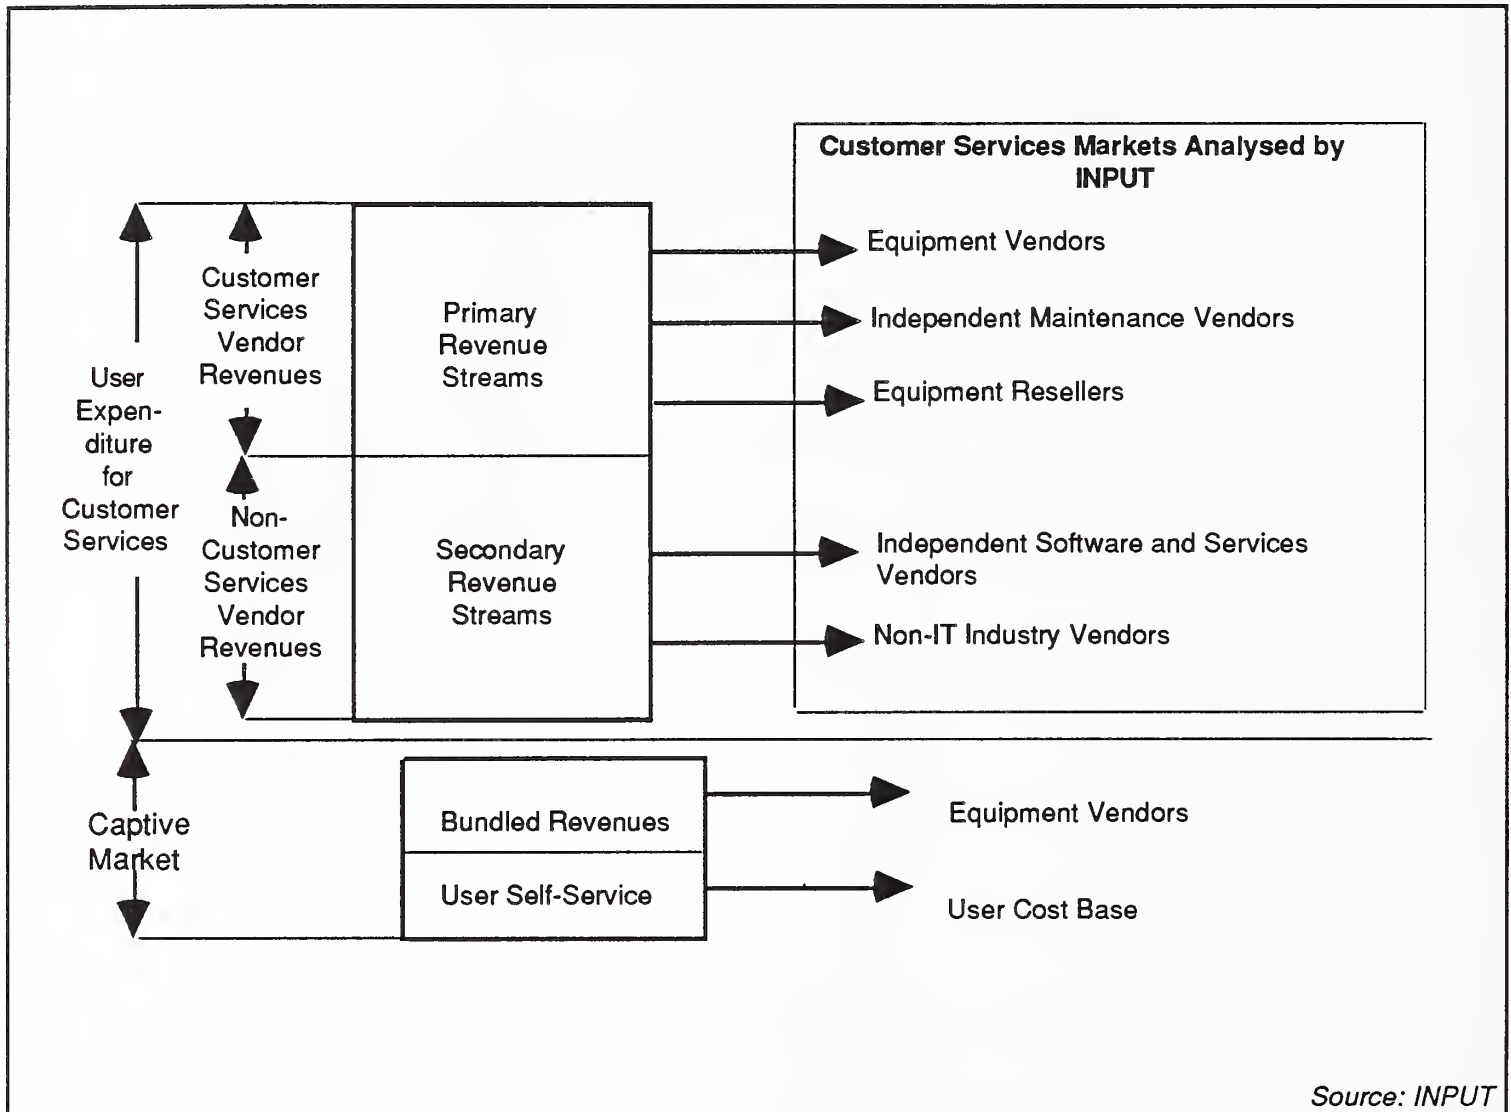 Customer Services Markets Analysed by
INPUT
User
Expen-
diture
for
Customer
Services
Customer
Services
Vendor
Revenues
Primary
Revenue
Streams
Equipment Vendors
Independent Maintenance Vendors
Equipment Resellers
Non-
Customer
Services
Vendor
Revenues
Secondary
Revenue
Streams
Independent Software and Services
Vendors
Non-IT Industry Vendors
Captive
Market
Bundled Revenues
Equipment Vendors
User Self-Service
User Cost Base
Source: INPUT